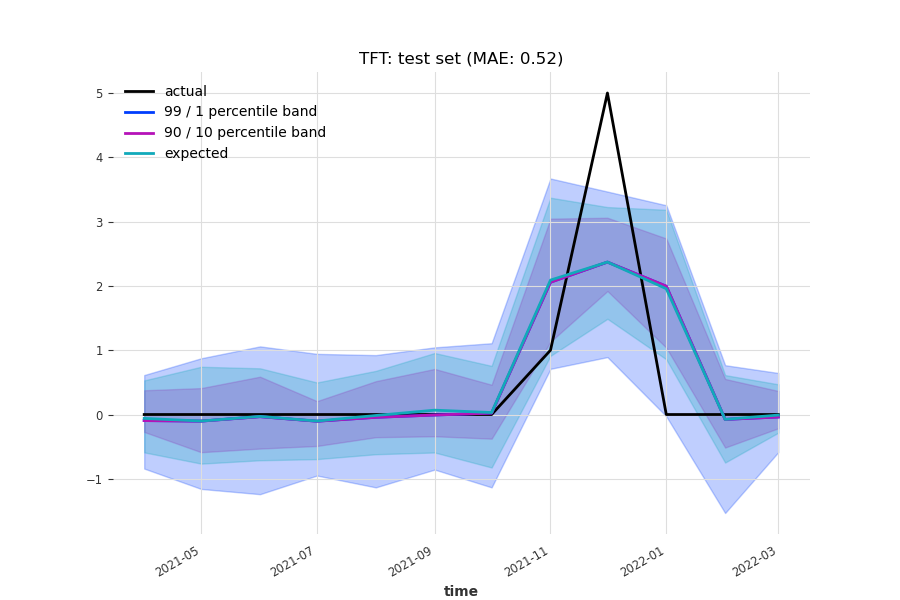 TFT: test set (MAE: 0.52)
actual
99 / 1 percentile band
90 / 10 percentile band
expected
5
4
3
2
1
0
−1
2021-05
2021-07
2021-09
2021-11
2022-01
2022-03
time